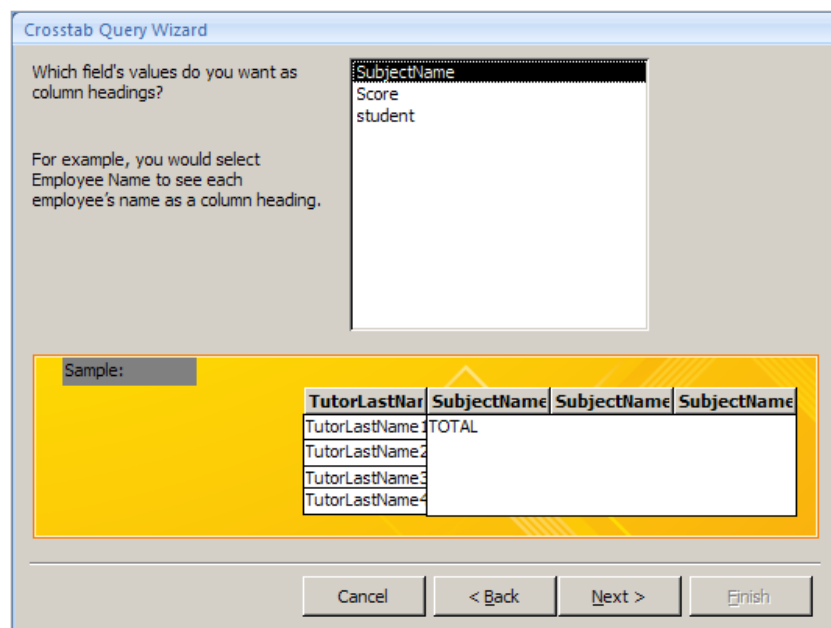 Crosstab Query Wizard
Which field's values do you want as
column headings?
For example, you would select
Employee Name to see each
employee's name as a column heading.
SubjectName
Score
student
Sample:
TutorLastNar SubjectName SubjectName SubjectName
TutorLastName1 TOTAL
TutorLastName2
TutorLastName3
TutorLastName4
Cancel < Back Next > Finish